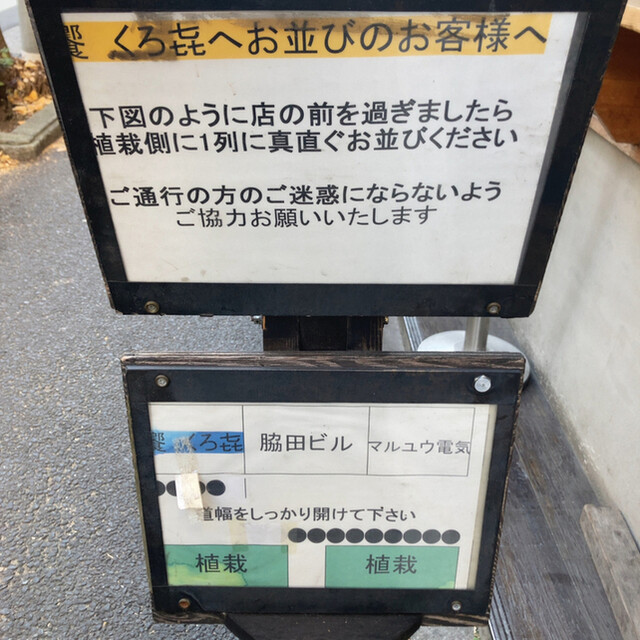 饗 くろ㐂へお並びのお客様へ
下図のように店の前を過ぎましたら
植栽側に1列に真直ぐお並びください
ご通行の方のご迷惑にならないよう
ご協力お願いいたします
饗 くろ㐂
脇田ビル
マルユウ電気
道幅をしっかり開けて下さい
植栽
植栽